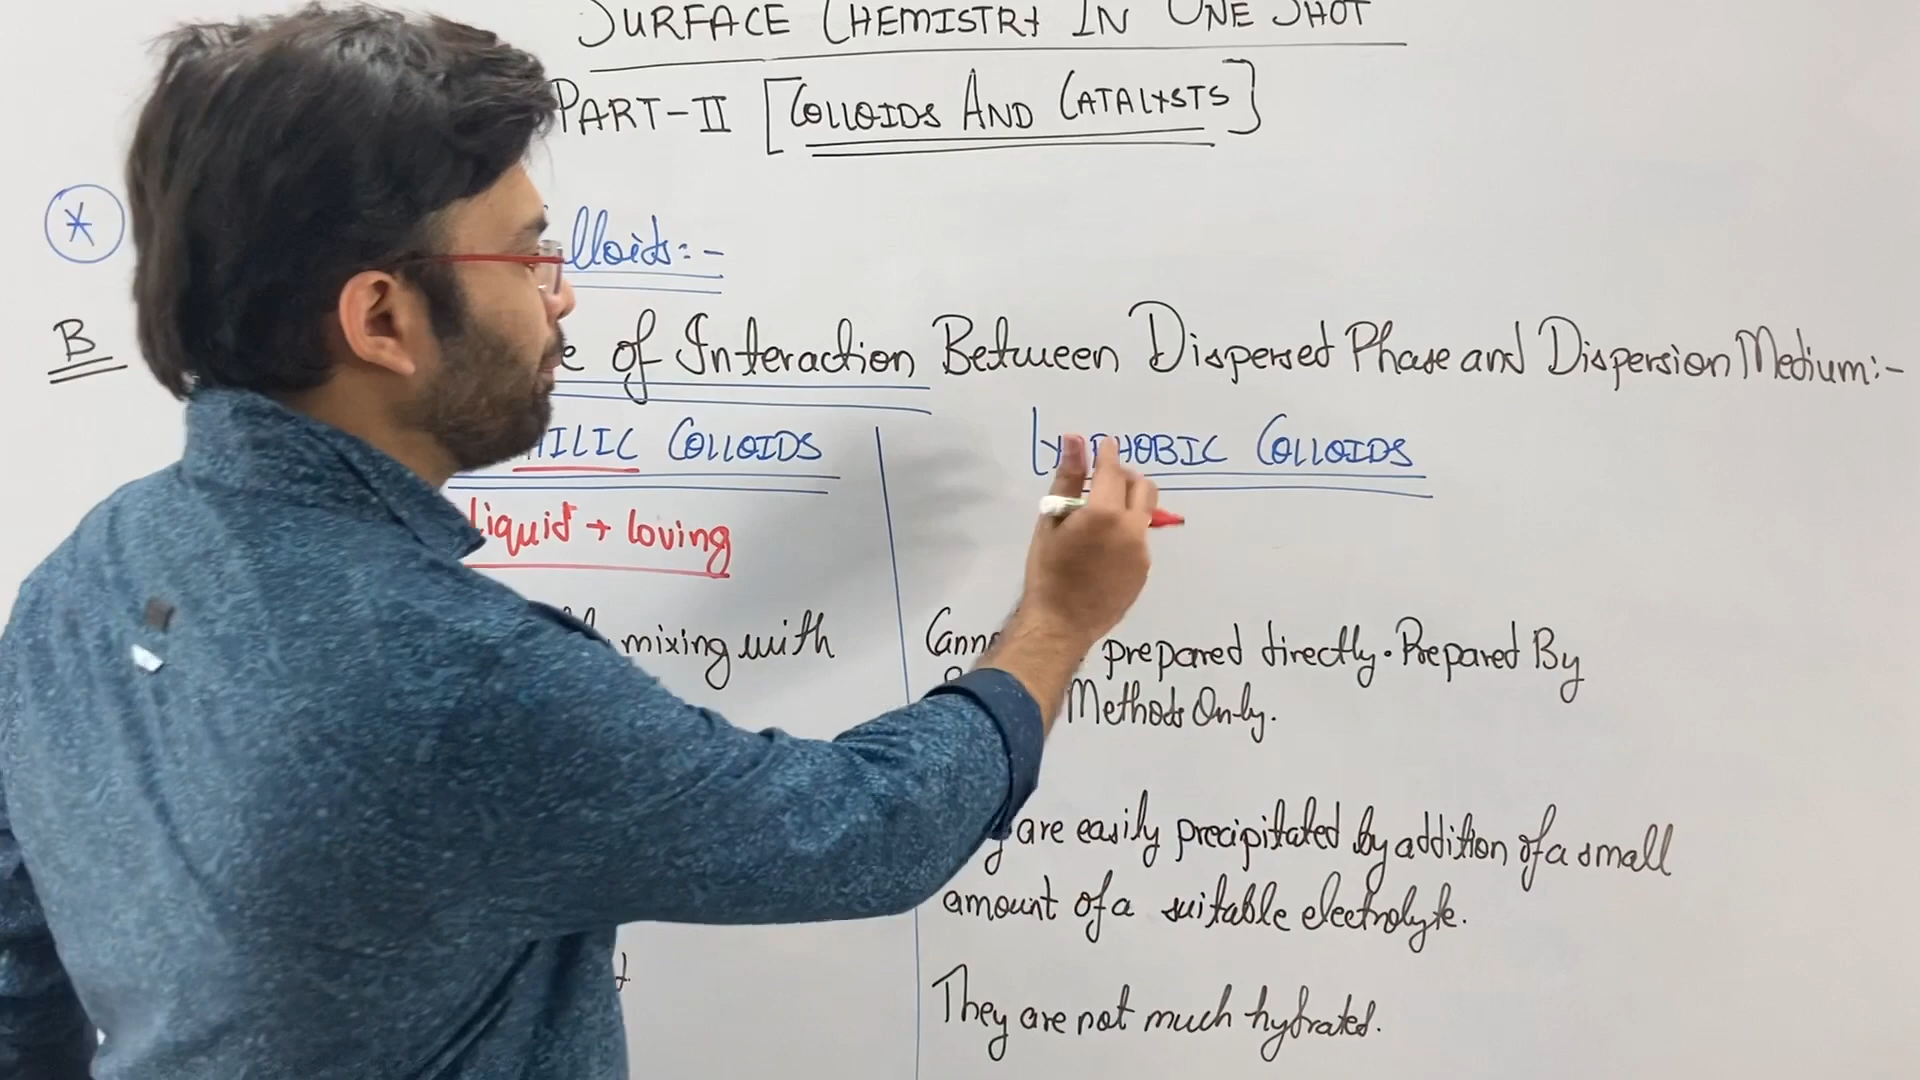 SURFACE CHEMISTRY IN ONE SHOT
PART-II [COLLOIDS AND CATALYSTS]
lloids:-
B
e of Interaction Between Dispersed Phase and Dispersion Medium:-
HILIC COLLOIDS
LYOPHOBIC COLLOIDS
liquid + loving
mixing with
prepared directly. Prepared By
Methods Only.
are easily precipitated by addition of a small
amount of a suitable electrolyte.
They are not much hydrated.